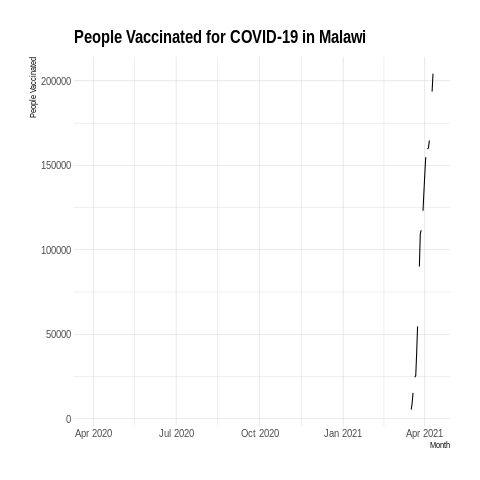 People Vaccinated for COVID-19 in Malawi
People Vaccinated
200000
150000
100000
50000
0
Apr 2020 Jul 2020 Oct 2020 Jan 2021 Apr 2021
Month